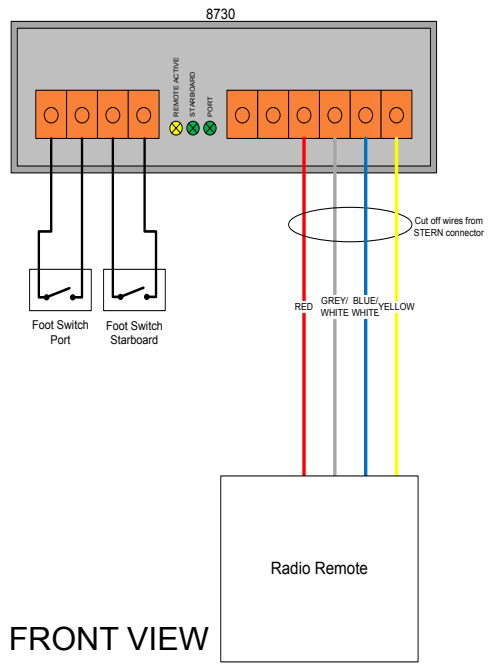 8730
REMOTE ACTIVE
STARBOARD
PORT
Cut off wires from
STERN connector
RED
GREY/
WHITE
BLUE/
WHITE
YELLOW
Foot Switch
Port
Foot Switch
Starboard
Radio Remote
FRONT VIEW